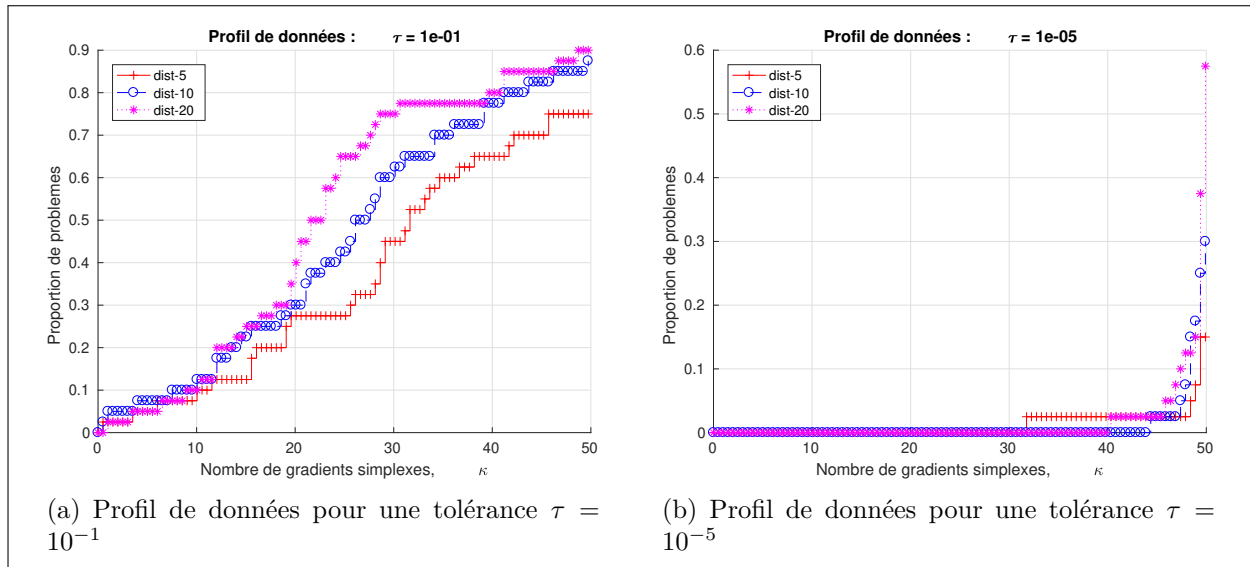 Profil de données : τ = 1e-01
dist-5
dist-10
dist-20
Proportion de problemes
0.9
0.8
0.7
0.6
0.5
0.4
0.3
0.2
0.1
0
0 10 20 30 40 50
Nombre de gradients simplexes, κ
(a) Profil de données pour une tolérance τ =
10⁻¹
Profil de données : τ = 1e-05
dist-5
dist-10
dist-20
Proportion de problemes
0.6
0.5
0.4
0.3
0.2
0.1
0
0 10 20 30 40 50
Nombre de gradients simplexes, κ
(b) Profil de données pour une tolérance τ =
10⁻⁵